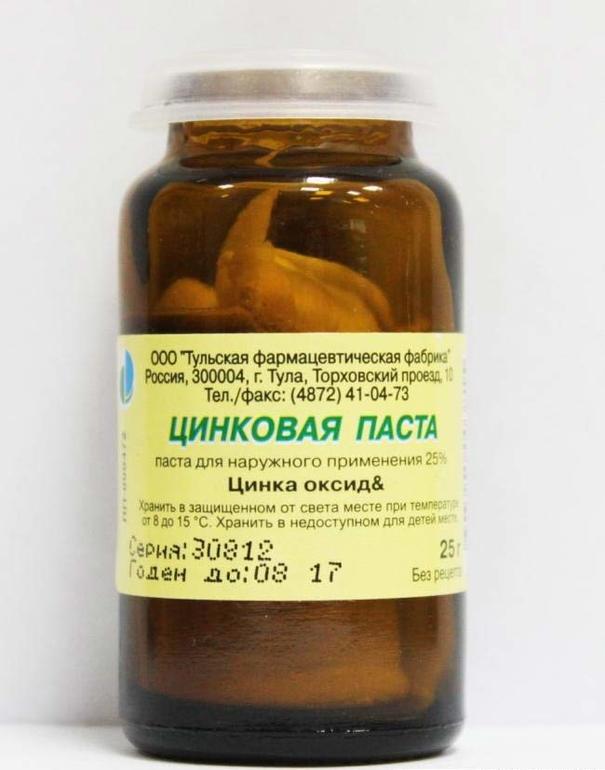 ООО "Тульская фармацевтическая фабрика"
Россия, 300004, г. Тула, Торховский проезд, 10
Тел./факс: (4872) 41-04-73
ЦИНКОВАЯ ПАСТА
паста для наружного применения 25%
Цинка оксид&
Хранить в защищенном от света месте при температуре
от 8 до 15 °С. Хранить в недоступном для детей месте.
Серия:30812
Годен до:08 17
25 г
Без рецепта